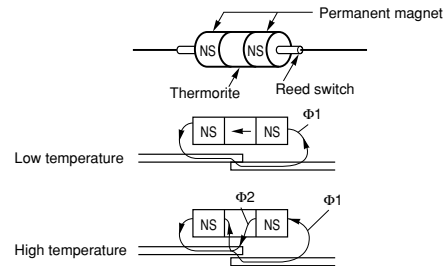 Permanent magnet
NS NS
Thermorite
Reed switch
Φ1
NS NS
Low temperature
Φ2
Φ1
NS NS
High temperature